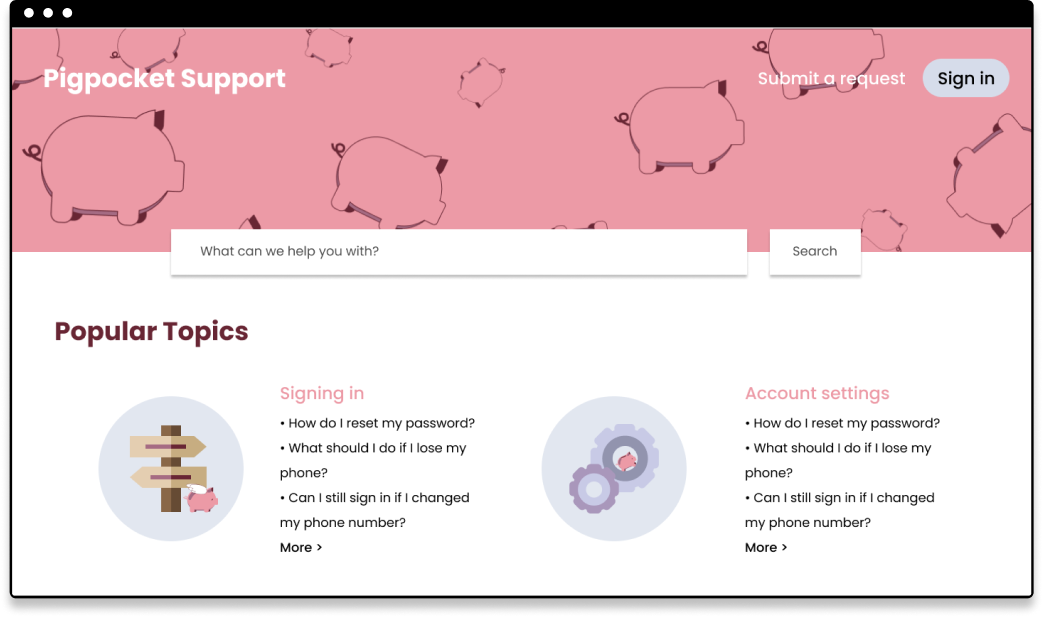 Pigpocket Support
Submit a request
Sign in
What can we help you with?
Search
Popular Topics
Signing in
• How do I reset my password?
• What should I do if I lose my
phone?
• Can I still sign in if I changed
my phone number?
More >
Account settings
• How do I reset my password?
• What should I do if I lose my
phone?
• Can I still sign in if I changed
my phone number?
More >